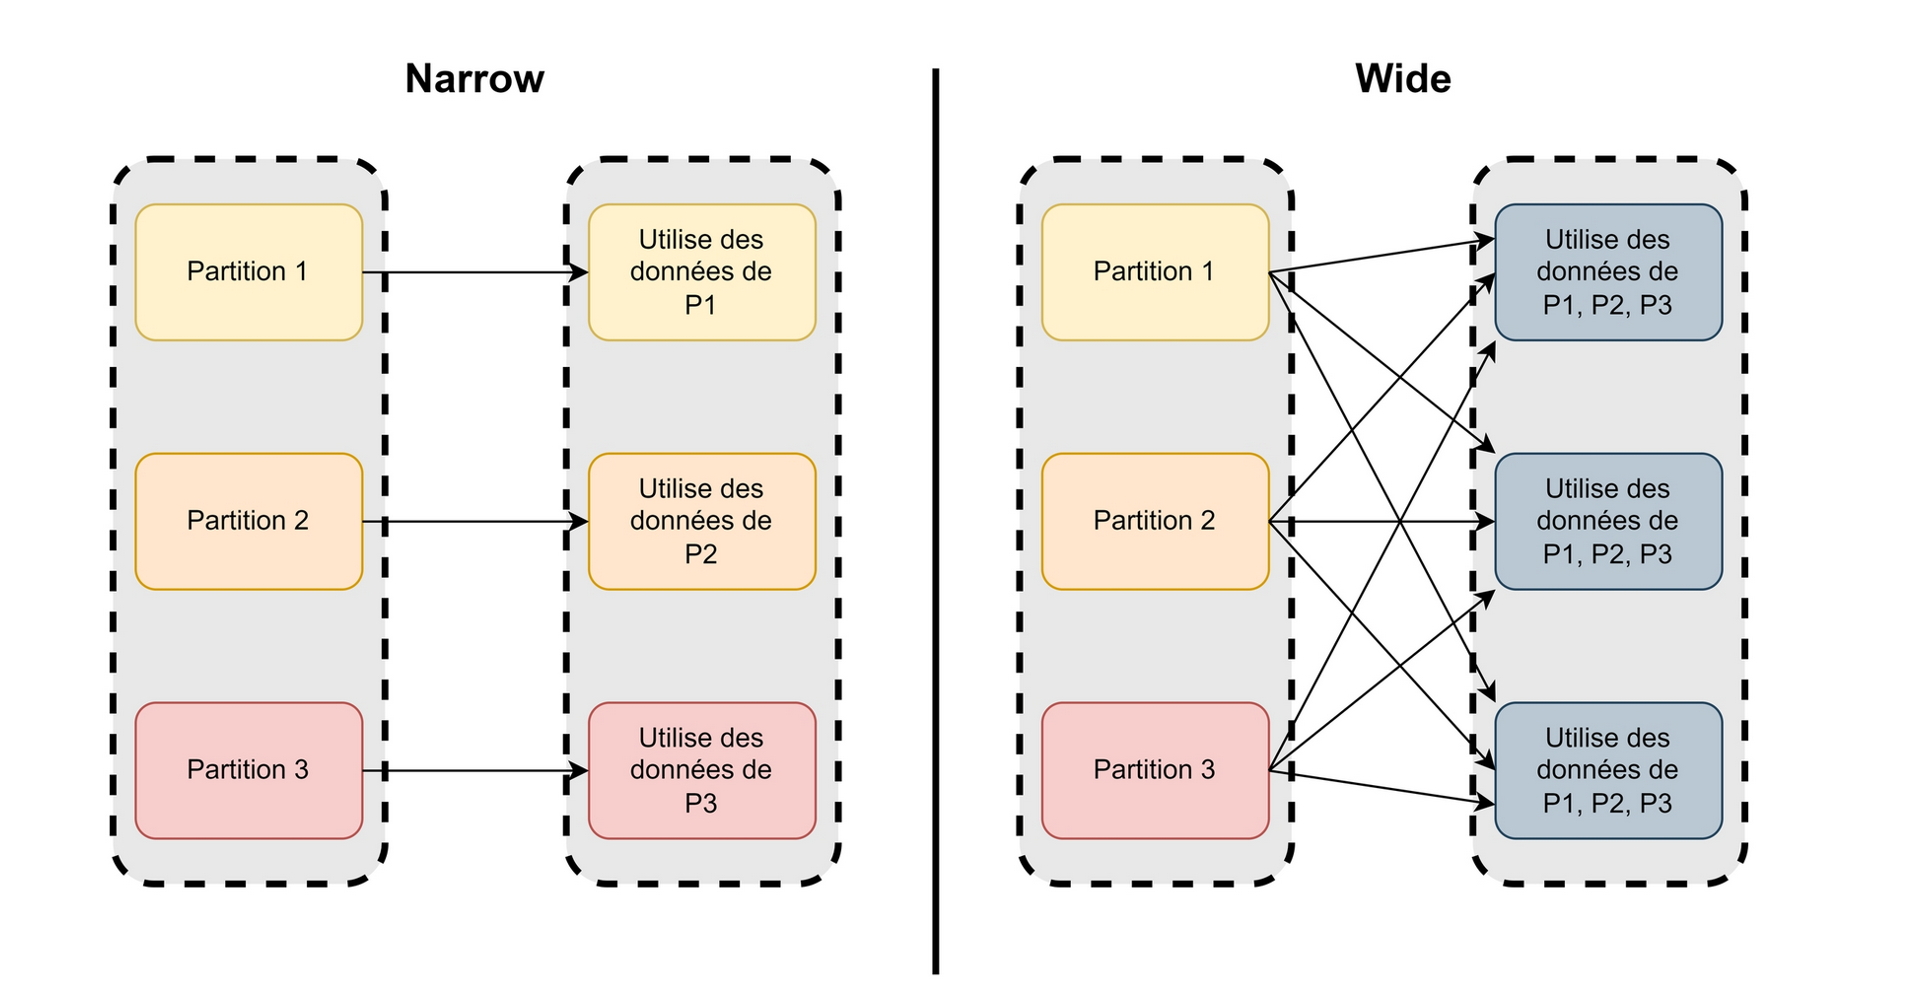 Narrow
Partition 1
Utilise des
données de
P1
Partition 2
Utilise des
données de
P2
Partition 3
Utilise des
données de
P3
Wide
Partition 1
Utilise des
données de
P1, P2, P3
Partition 2
Utilise des
données de
P1, P2, P3
Partition 3
Utilise des
données de
P1, P2, P3